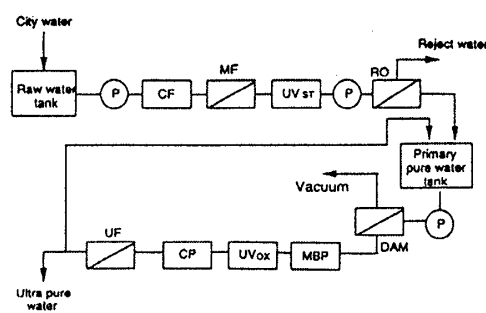 City water
Reject water
MF
RO
Raw water
tank
P
CF
UV ST
P
Primary
pure water
tank
Vacuum
P
DAM
UF
CP
UVOX
MBP
Ultra pure
water